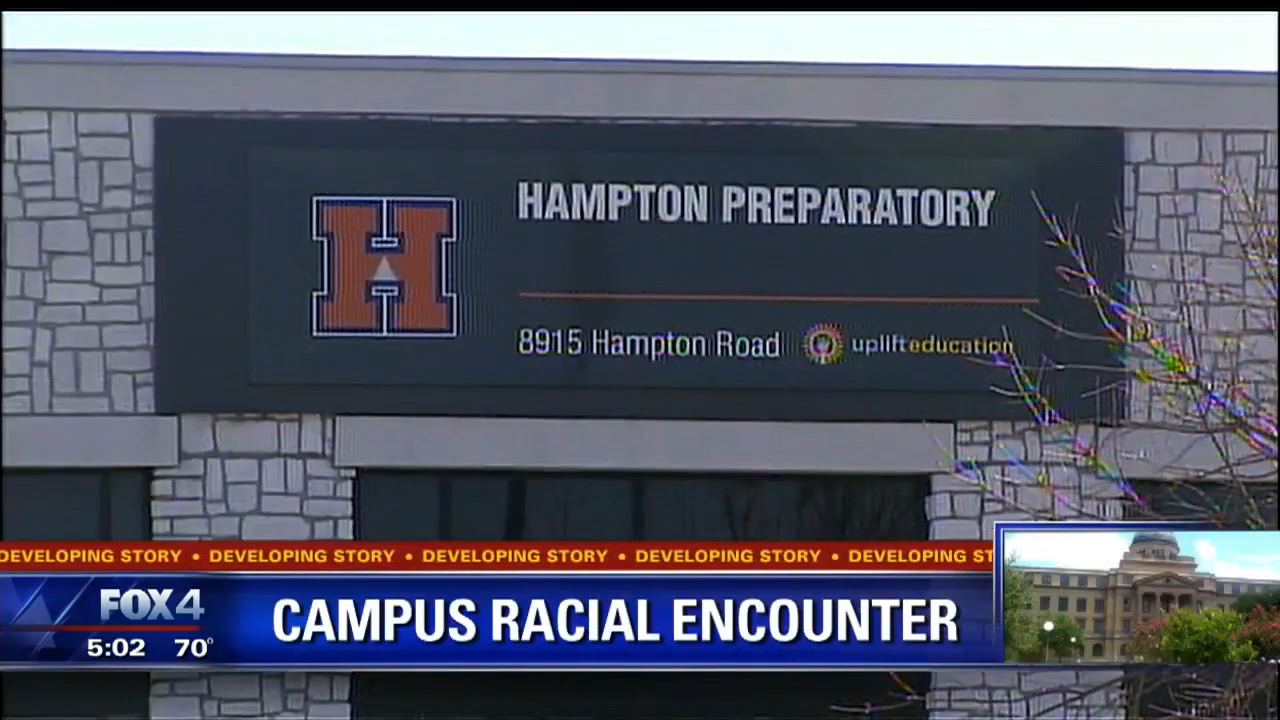 H
HAMPTON PREPARATORY
8915 Hampton Road
uplifteducation
DEVELOPING STORY • DEVELOPING STORY • DEVELOPING STORY • DEVELOPING STORY • DEVELOPING ST
FOX 4
CAMPUS RACIAL ENCOUNTER
5:02 70°